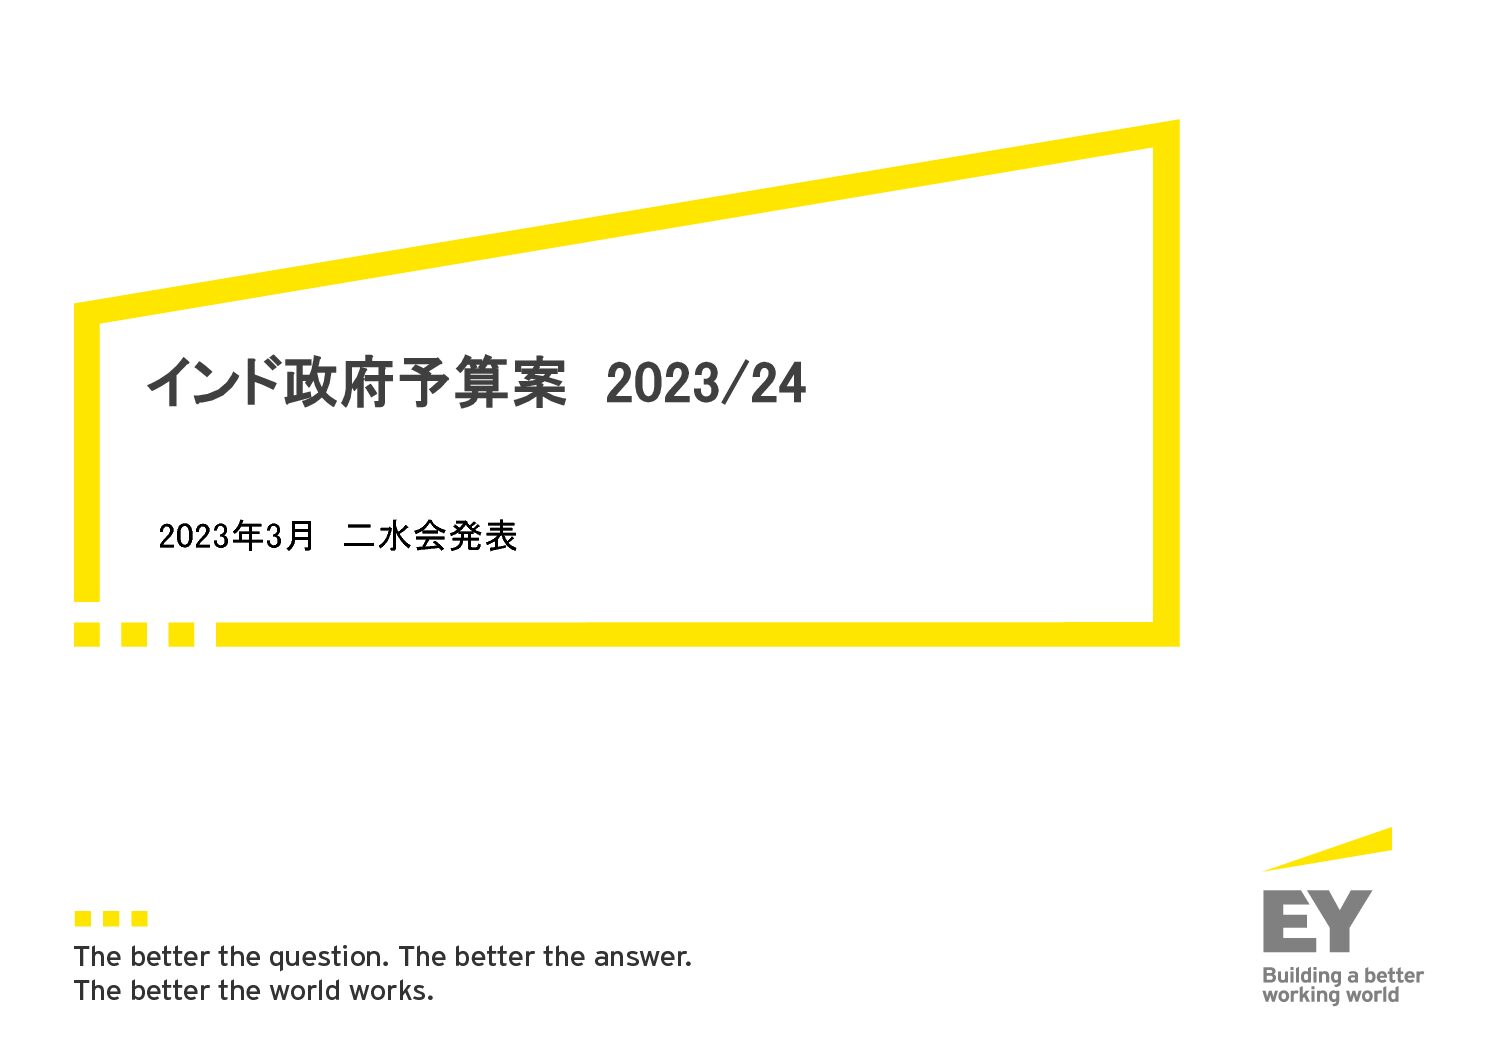 インド政府予算案　2023/24
2023年3月　二水会発表
The better the question. The better the answer.
The better the world works.
EY
Building a better
working world